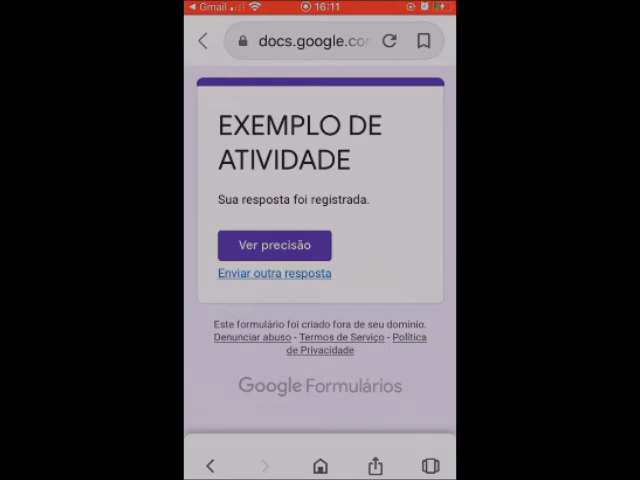 Gmail 16:11
docs.google.co
EXEMPLO DE
ATIVIDADE
Sua resposta foi registrada.
Ver precisão
Enviar outra resposta
Este formulário foi criado fora de seu domínio.
Denunciar abuso - Termos de Serviço - Política
de Privacidade
Google Formulários